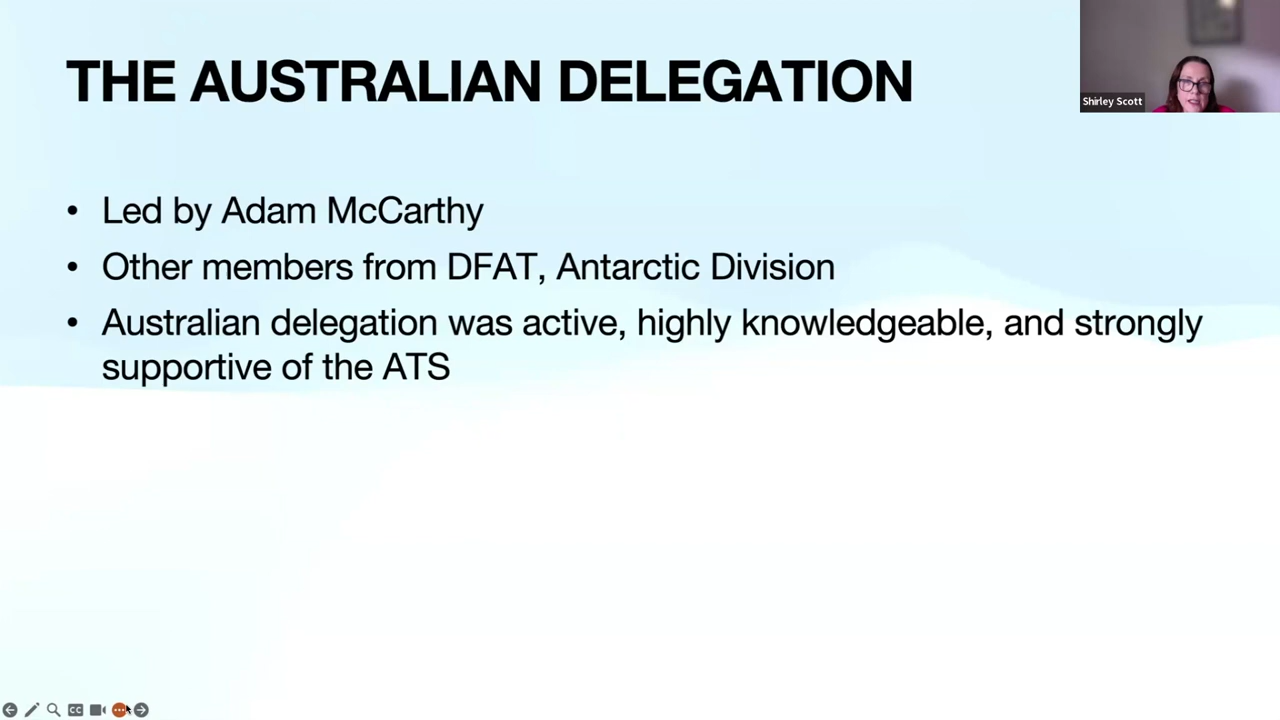 THE AUSTRALIAN DELEGATION
Shirley Scott
• Led by Adam McCarthy
• Other members from DFAT, Antarctic Division
• Australian delegation was active, highly knowledgeable, and strongly
supportive of the ATS
CC